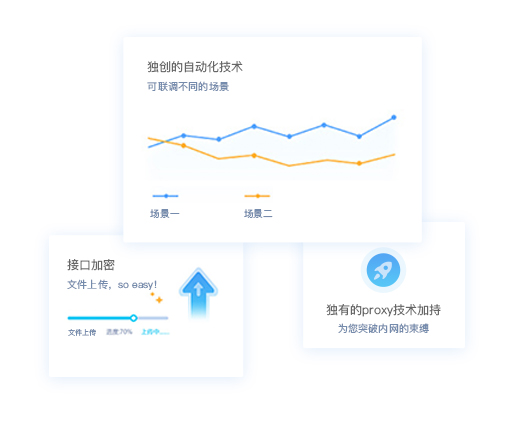 独创的自动化技术
可联调不同的场景
场景一
场景二
接口加密
文件上传，so easy！
文件上传 进度70% 上传中......
独有的proxy技术加持
为您突破内网的束缚